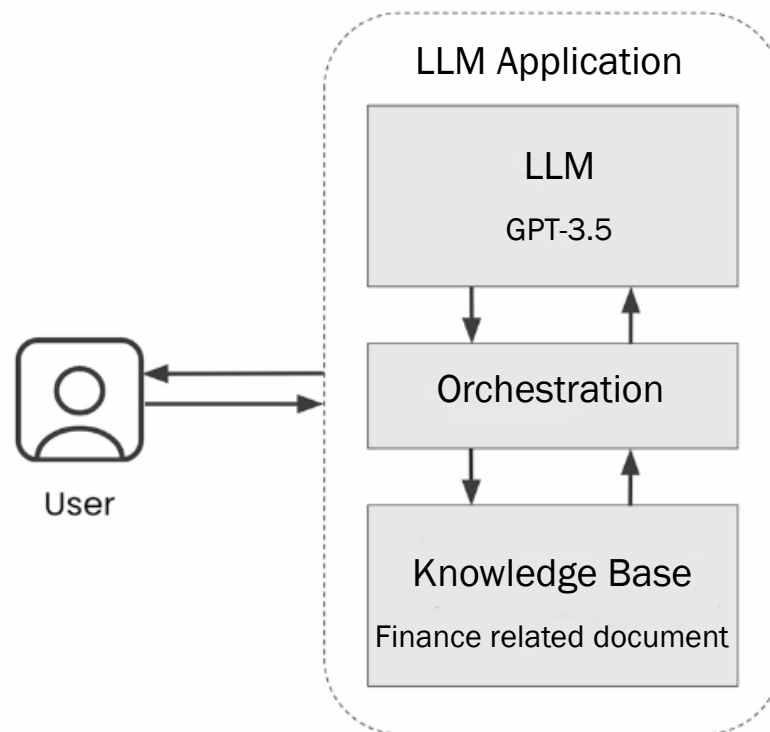 LLM Application
LLM
GPT-3.5
Orchestration
User
Knowledge Base
Finance related document